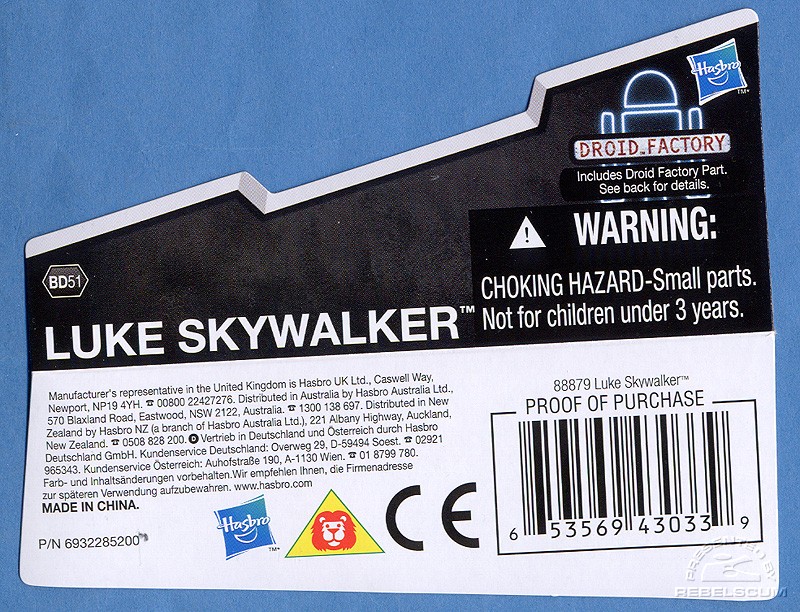 Hasbro
TM*
DROID FACTORY
Includes Droid Factory Part.
See back for details.
WARNING:
CHOKING HAZARD-Small parts.
Not for children under 3 years.
BD51
LUKE SKYWALKER™
Manufacturer's representative in the United Kingdom is Hasbro UK Ltd., Caswell Way,
Newport, NP19 4YH. ☎ 00800 22427276. Distributed in Australia by Hasbro Australia Ltd.,
570 Blaxland Road, Eastwood, NSW 2122, Australia. ☎ 1300 138 697. Distributed in New
Zealand by Hasbro NZ (a branch of Hasbro Australia Ltd.), 221 Albany Highway, Auckland,
New Zealand. ☎ 0508 828 200. D Vertrieb in Deutschland und Österreich durch Hasbro
Deutschland GmbH. Kundenservice Deutschland: Overweg 29, D-59494 Soest. ☎ 02921
965343. Kundenservice Österreich: Auhofstraße 190, A-1130 Wien. ☎ 01 8799 780.
Farb- und Inhaltsänderungen vorbehalten.Wir empfehlen Ihnen, die Firmenadresse
zur späteren Verwendung aufzubewahren. www.hasbro.com
MADE IN CHINA.
P/N 6932285200
Hasbro
TM*
CE
88879 Luke Skywalker™
PROOF OF PURCHASE
6 53569 43033 9
PRESENTED BY
REBELSCUM